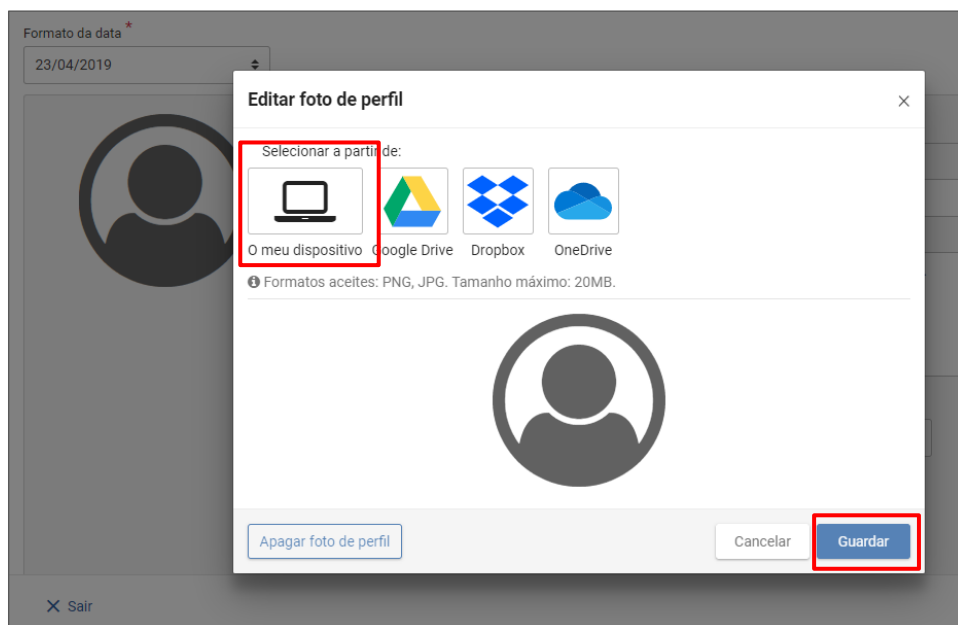 Formato da data *
23/04/2019
Editar foto de perfil
Selecionar a partir de:
O meu dispositivo
Google Drive
Dropbox
OneDrive
Formatos aceites: PNG, JPG. Tamanho máximo: 20MB.
Apagar foto de perfil
Cancelar
Guardar
Sair